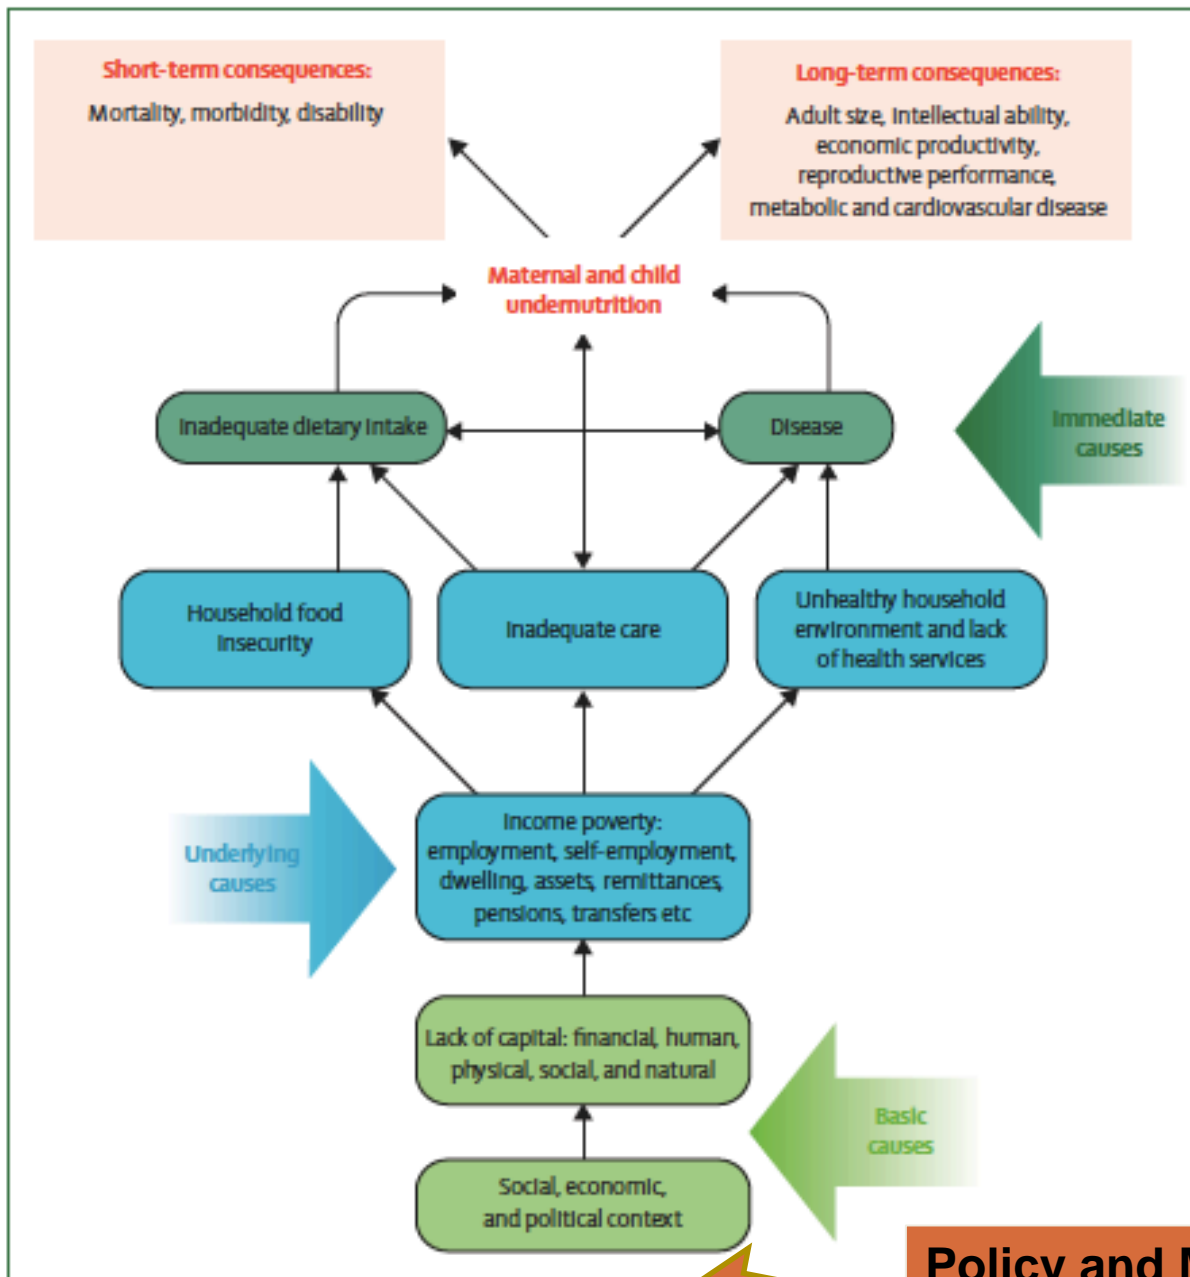 Short-term consequences:
Mortality, morbidity, disability
Long-term consequences:
Adult size, intellectual ability,
economic productivity,
reproductive performance,
metabolic and cardiovascular disease
Maternal and child
undernutrition
Inadequate dietary intake
Disease
Immediate
causes
Household food
insecurity
Inadequate care
Unhealthy household
environment and lack
of health services
Underlying
causes
Income poverty:
employment, self-employment,
dwelling, assets, remittances,
pensions, transfers etc
Lack of capital: financial, human,
physical, social, and natural
Basic
causes
Social, economic,
and political context
Policy and